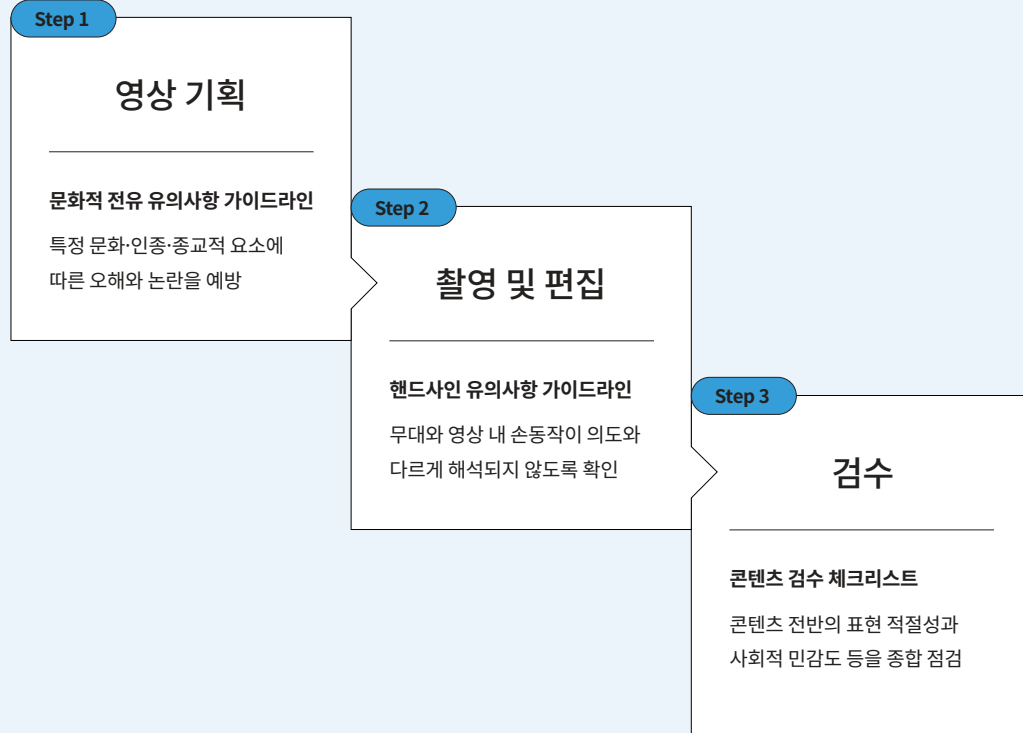 Step 1
영상 기획
문화적 전유 유의사항 가이드라인
특정 문화·인종·종교적 요소에
따른 오해와 논란을 예방
Step 2
촬영 및 편집
핸드사인 유의사항 가이드라인
무대와 영상 내 손동작이 의도와
다르게 해석되지 않도록 확인
Step 3
검수
콘텐츠 검수 체크리스트
콘텐츠 전반의 표현 적절성과
사회적 민감도 등을 종합 점검